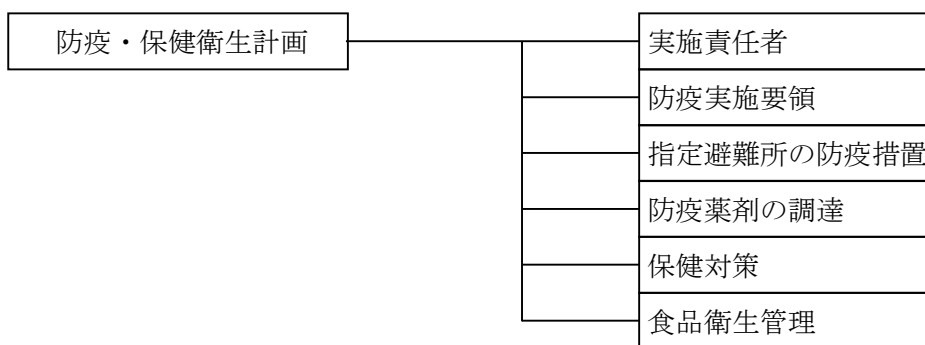 防疫・保健衛生計画
実施責任者
防疫実施要領
指定避難所の防疫措置
防疫薬剤の調達
保健対策
食品衛生管理